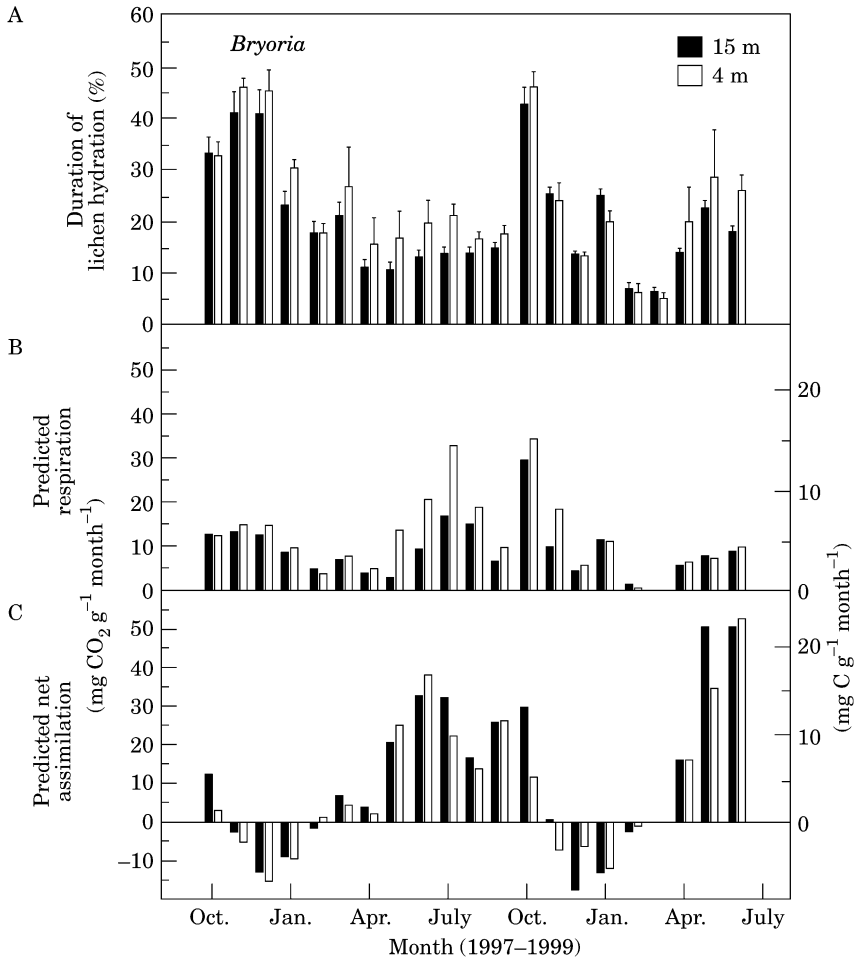 A
Bryoria
15 m
4 m
60
50
40
30
20
10
0
Duration of
lichen hydration (%)
B
50
40
30
20
10
0
20
10
0
Predicted
respiration
C
50
40
30
20
10
0
–10
20
10
0
Predicted net
assimilation
(mg CO₂ g⁻¹ month⁻¹)
(mg C g⁻¹ month⁻¹)
Oct. Jan. Apr. July Oct. Jan. Apr. July
Month (1997–1999)